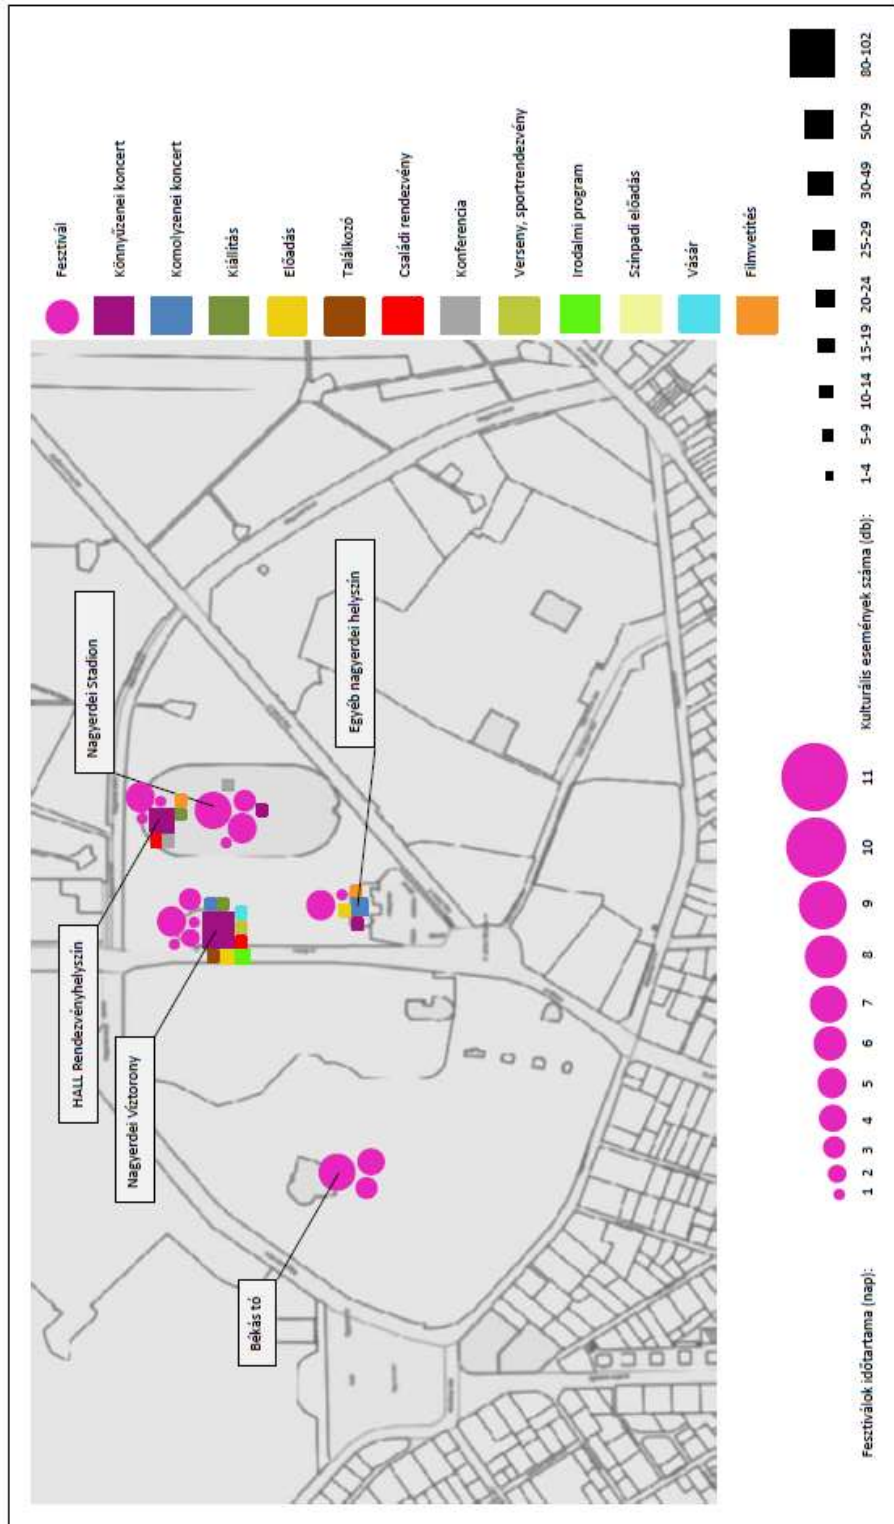 Fesztivál
Könnyűzenei koncert
Komolyzenei koncert
Kiállítás
Előadás
Találkozó
Családi rendezvény
Konferencia
Verseny, sportrendezvény
Irodalmi program
Színpadi előadás
Vásár
Filmvetítés
Békás tó
Nagyerdei Víztorony
HALL Rendezvényhelyszín
Nagyerdei Stadion
Egyéb nagyerdei helyszín
Fesztiválok időtartama (nap):
1 2 3 4 5 6 7 8 9 10 11
Kulturális események száma (db):
1-4 5-9 10-14 15-19 20-24 25-29 30-49 50-79 80-102